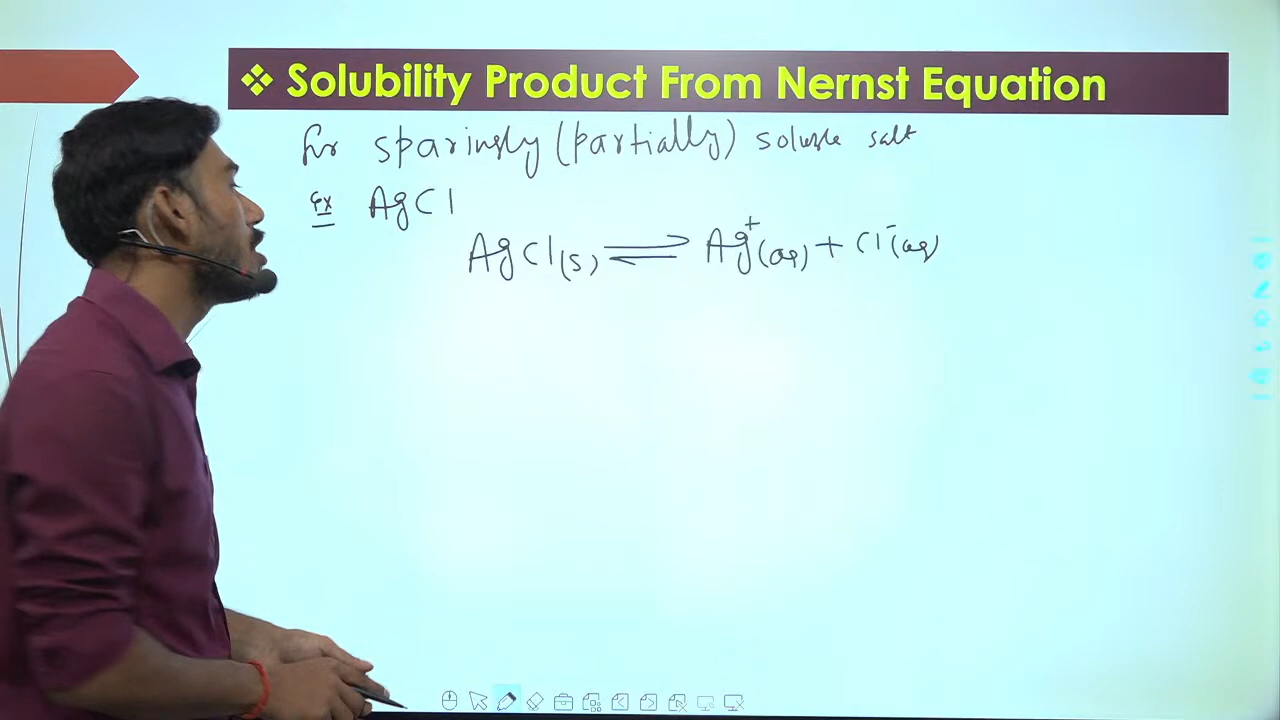 ❖ Solubility Product From Nernst Equation
for sparingly (partially) soluble salt
Ex AgCl
AgCl(s) ⇌ Ag⁺(aq) + Cl⁻(aq)